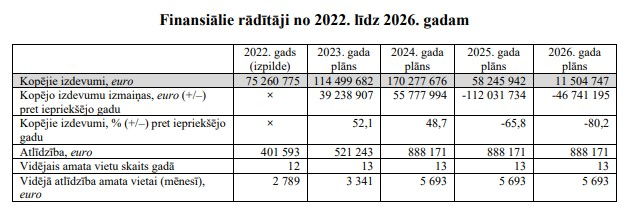 Finansiālie rādītāji no 2022. līdz 2026. gadam
2022. gads 2023. gada 2024. gada 2025. gada 2026. gada
(izpilde) plāns plāns plāns plāns
Kopējie izdevumi, euro 75 260 775 114 499 682 170 277 676 58 245 942 11 504 747
Kopējo izdevumu izmaiņas, euro (+/–) × 39 238 907 55 777 994 -112 031 734 -46 741 195
pret iepriekšējo gadu
Kopējie izdevumi, % (+/–) pret iepriekšējo × 52,1 48,7 -65,8 -80,2
gadu
Atlīdzība, euro 401 593 521 243 888 171 888 171 888 171
Vidējais amata vietu skaits gadā 12 13 13 13 13
Vidējā atlīdzība amata vietai (mēnesī), 2 789 3 341 5 693 5 693 5 693
euro